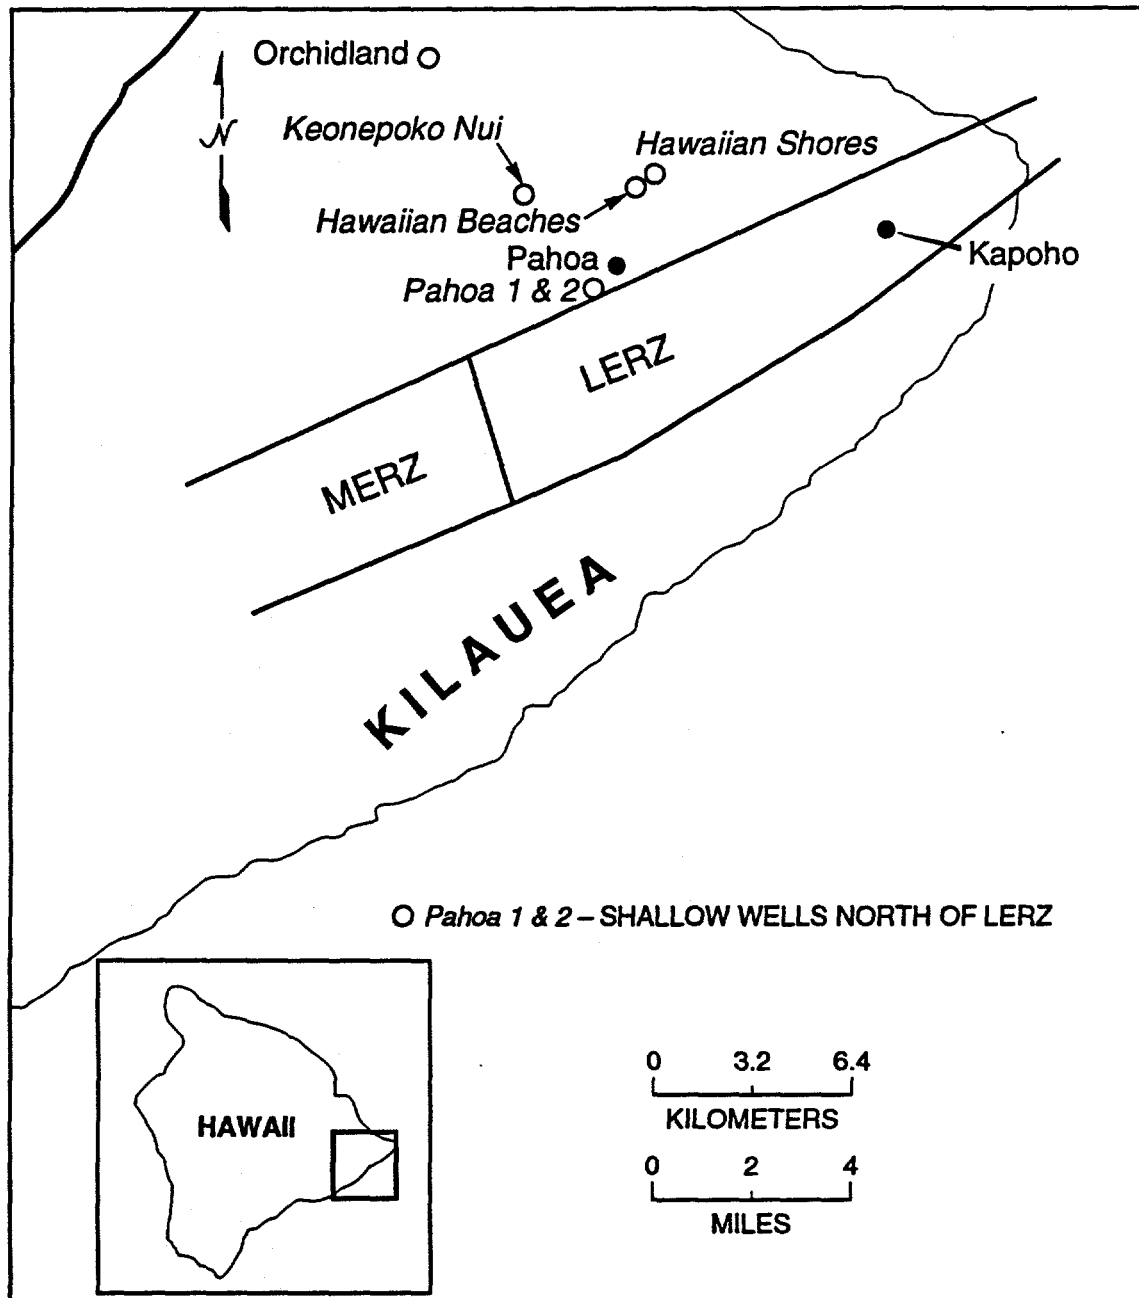 Orchidland
N
Keonepoko Nui
Hawaiian Shores
Hawaiian Beaches
Pahoa
Pahoa 1 & 2
Kapoho
LERZ
MERZ
KILAUEA
Pahoa 1 & 2 – SHALLOW WELLS NORTH OF LERZ
HAWAII
0 3.2 6.4
KILOMETERS
0 2 4
MILES